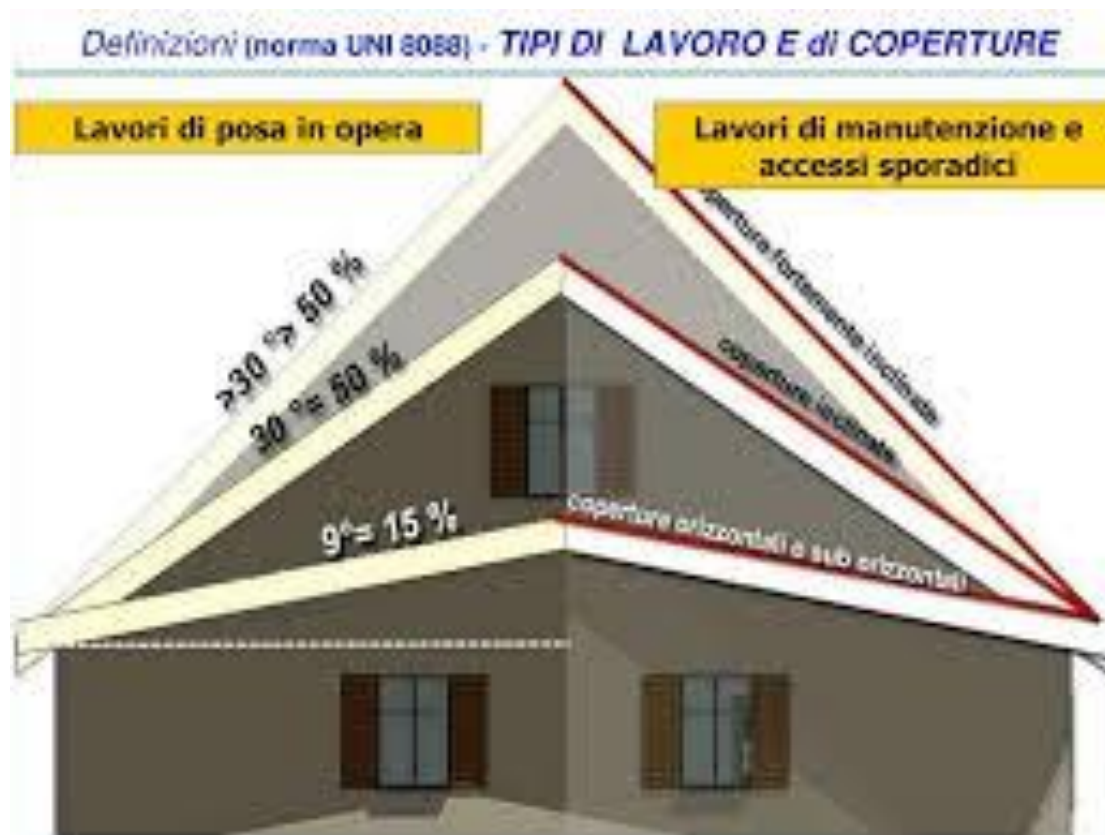 Definizioni (norma UNI 8088) - TIPI DI LAVORO E di COPERTURE
Lavori di posa in opera
Lavori di manutenzione e
accessi sporadici
>30 °> 50 %
30 °= 50 %
9°= 15 %
opertura fortemente inclinate
coperture inclinate
coperture orizzontali o sub orizzontali